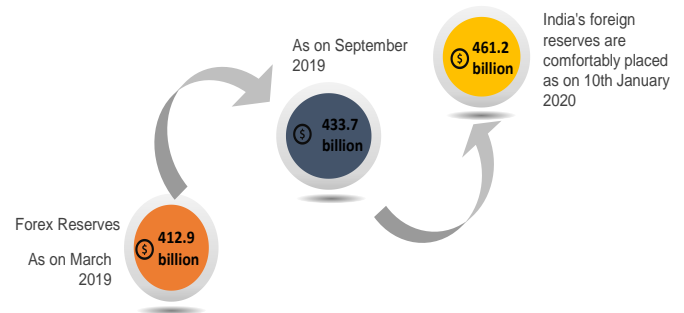 Forex Reserves
As on March
2019
$ 412.9
billion
As on September
2019
$ 433.7
billion
$ 461.2
billion
India's foreign
reserves are
comfortably placed
as on 10th January
2020